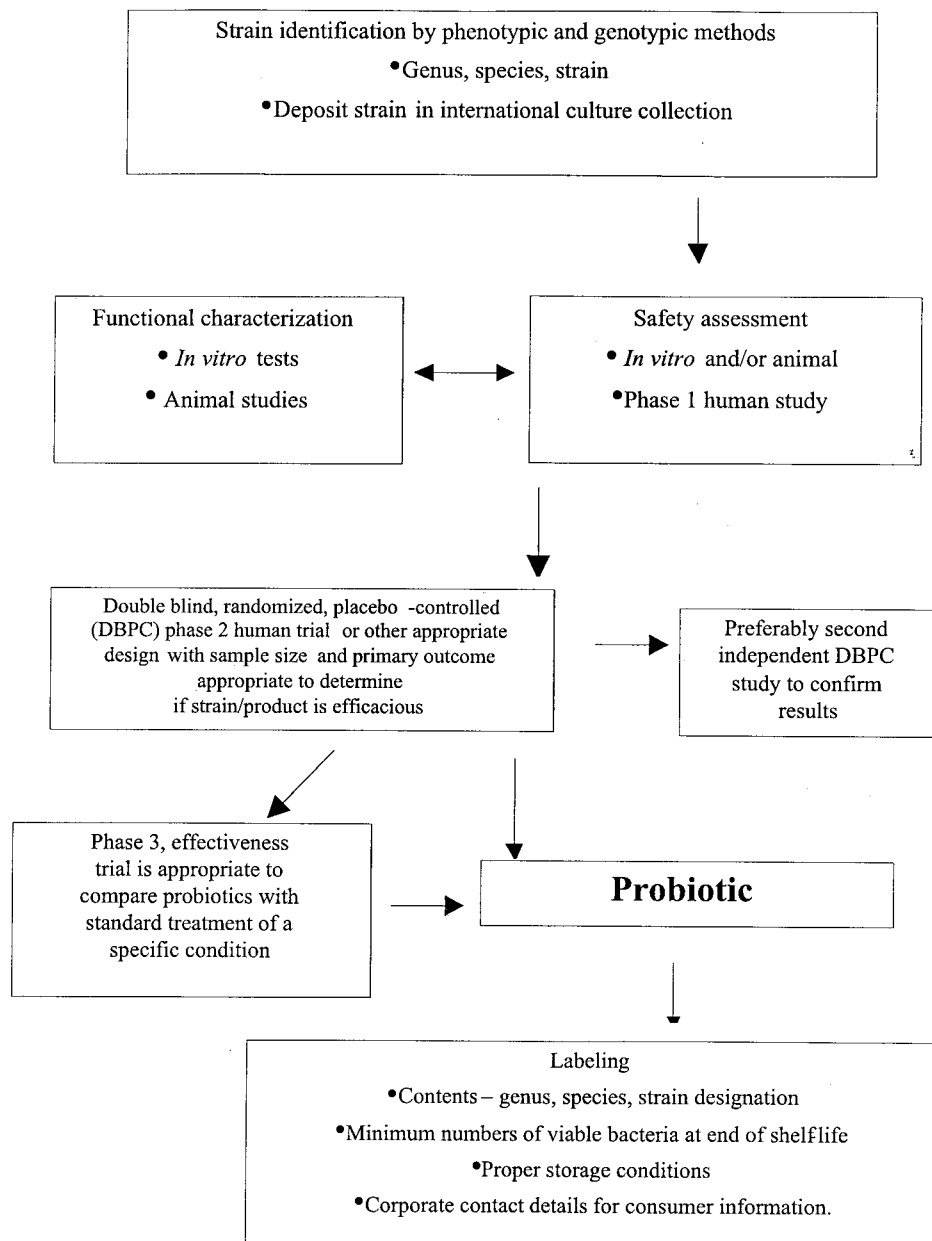 Strain identification by phenotypic and genotypic methods
•Genus, species, strain
•Deposit strain in international culture collection
Functional characterization
• In vitro tests
• Animal studies
Safety assessment
• In vitro and/or animal
•Phase 1 human study
Double blind, randomized, placebo -controlled
(DBPC) phase 2 human trial or other appropriate
design with sample size and primary outcome
appropriate to determine
if strain/product is efficacious
Preferably second
independent DBPC
study to confirm
results
Phase 3, effectiveness
trial is appropriate to
compare probiotics with
standard treatment of a
specific condition
Probiotic
Labeling
•Contents – genus, species, strain designation
•Minimum numbers of viable bacteria at end of shelf life
•Proper storage conditions
•Corporate contact details for consumer information.